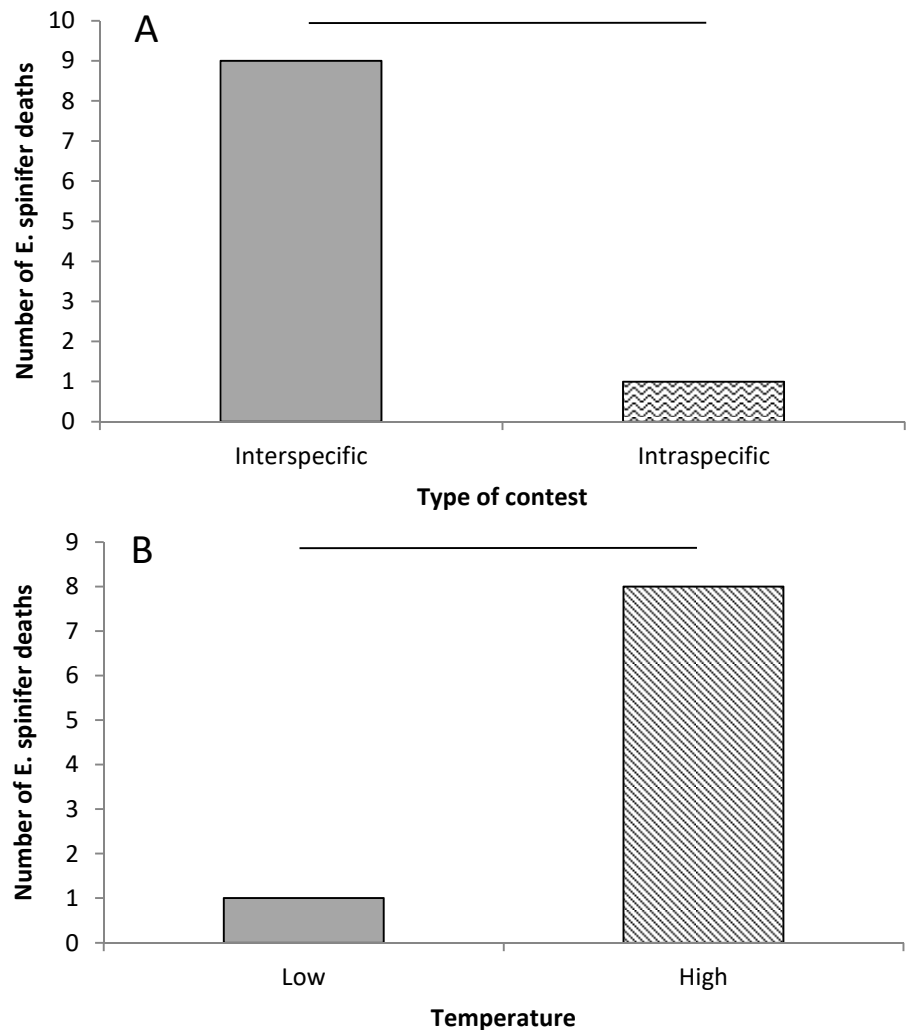 A
Number of E. spinifer deaths
10
9
8
7
6
5
4
3
2
1
0
Interspecific Intraspecific
Type of contest
B
Number of E. spinifer deaths
9
8
7
6
5
4
3
2
1
0
Low High
Temperature